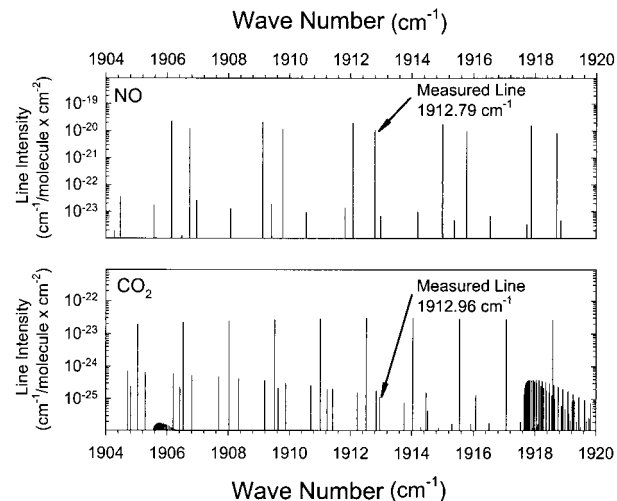 Wave Number (cm⁻¹)
1904 1906 1908 1910 1912 1914 1916 1918 1920
NO
Measured Line
1912.79 cm⁻¹
10⁻¹⁹
10⁻²⁰
10⁻²¹
10⁻²²
10⁻²³
Line Intensity
(cm⁻¹/molecule x cm⁻²)
CO₂
Measured Line
1912.96 cm⁻¹
10⁻²²
10⁻²³
10⁻²⁴
10⁻²⁵
Line Intensity
(cm⁻¹/molecule x cm⁻²)
1904 1906 1908 1910 1912 1914 1916 1918 1920
Wave Number (cm⁻¹)